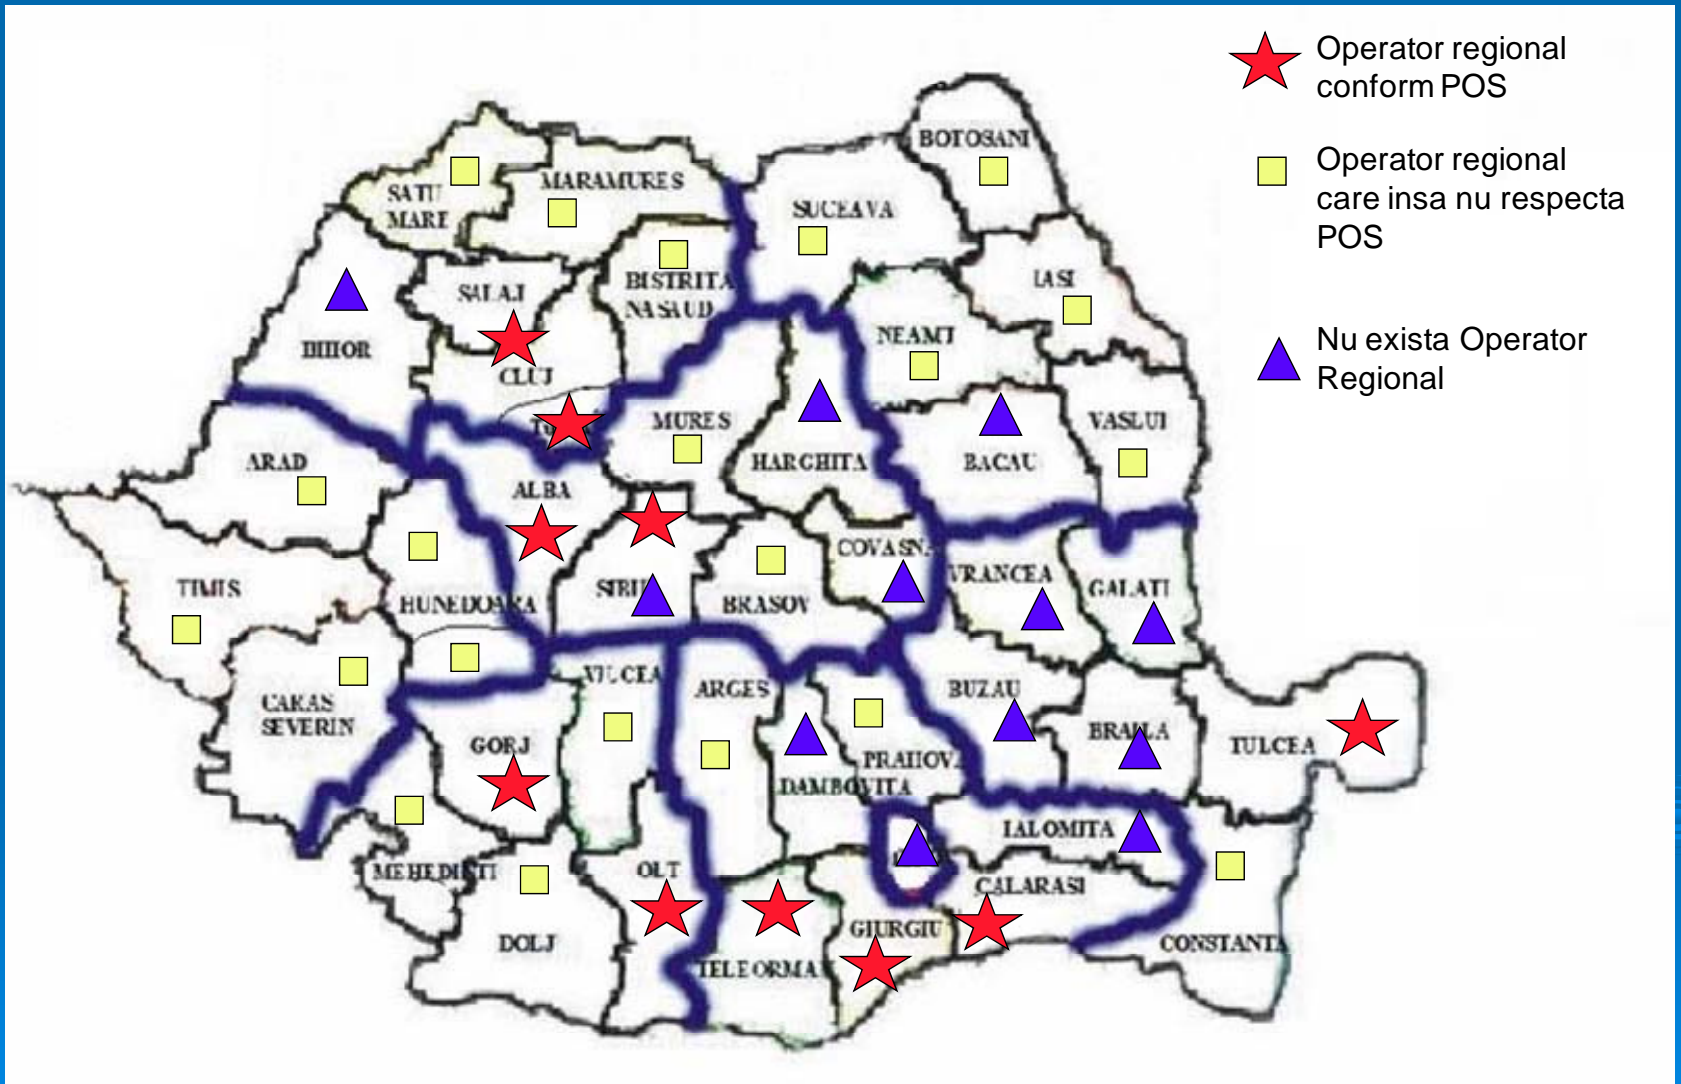 Operator regional
conform POS
Operator regional
care insa nu respecta
POS
Nu exista Operator
Regional
BOTOSANI
SATU
MARE
MARAMURES
SUCEAVA
BISTRITA
NASAUD
SALAJ
IASI
BIHOR
CLUJ
NEAMT
MURES
VASLUI
ARAD
HARGHITA
BACAU
ALBA
COVASNA
TIMIS
HUNEDOARA
SIBIU
BRASOV
VRANCEA
GALATI
VILCEA
ARGES
BUZAU
CARAS
SEVERIN
GORJ
PRAHOVA
BRAILA
TULCEA
DAMBOVITA
IALOMITA
MEHEDINTI
OLT
CALARASI
DOLJ
GIURGIU
TELEORMAN
CONSTANTA